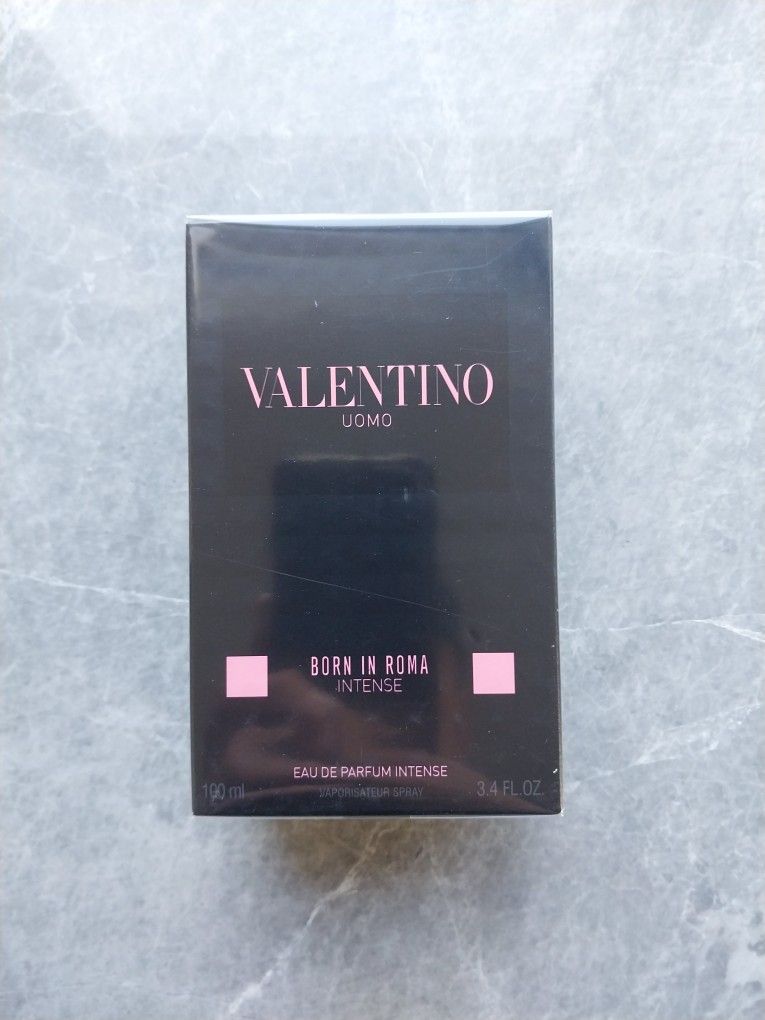 VALENTINO
UOMO
BORN IN ROMA
INTENSE
EAU DE PARFUM INTENSE
100 ml
VAPORISATEUR SPRAY
3.4 FL.OZ.